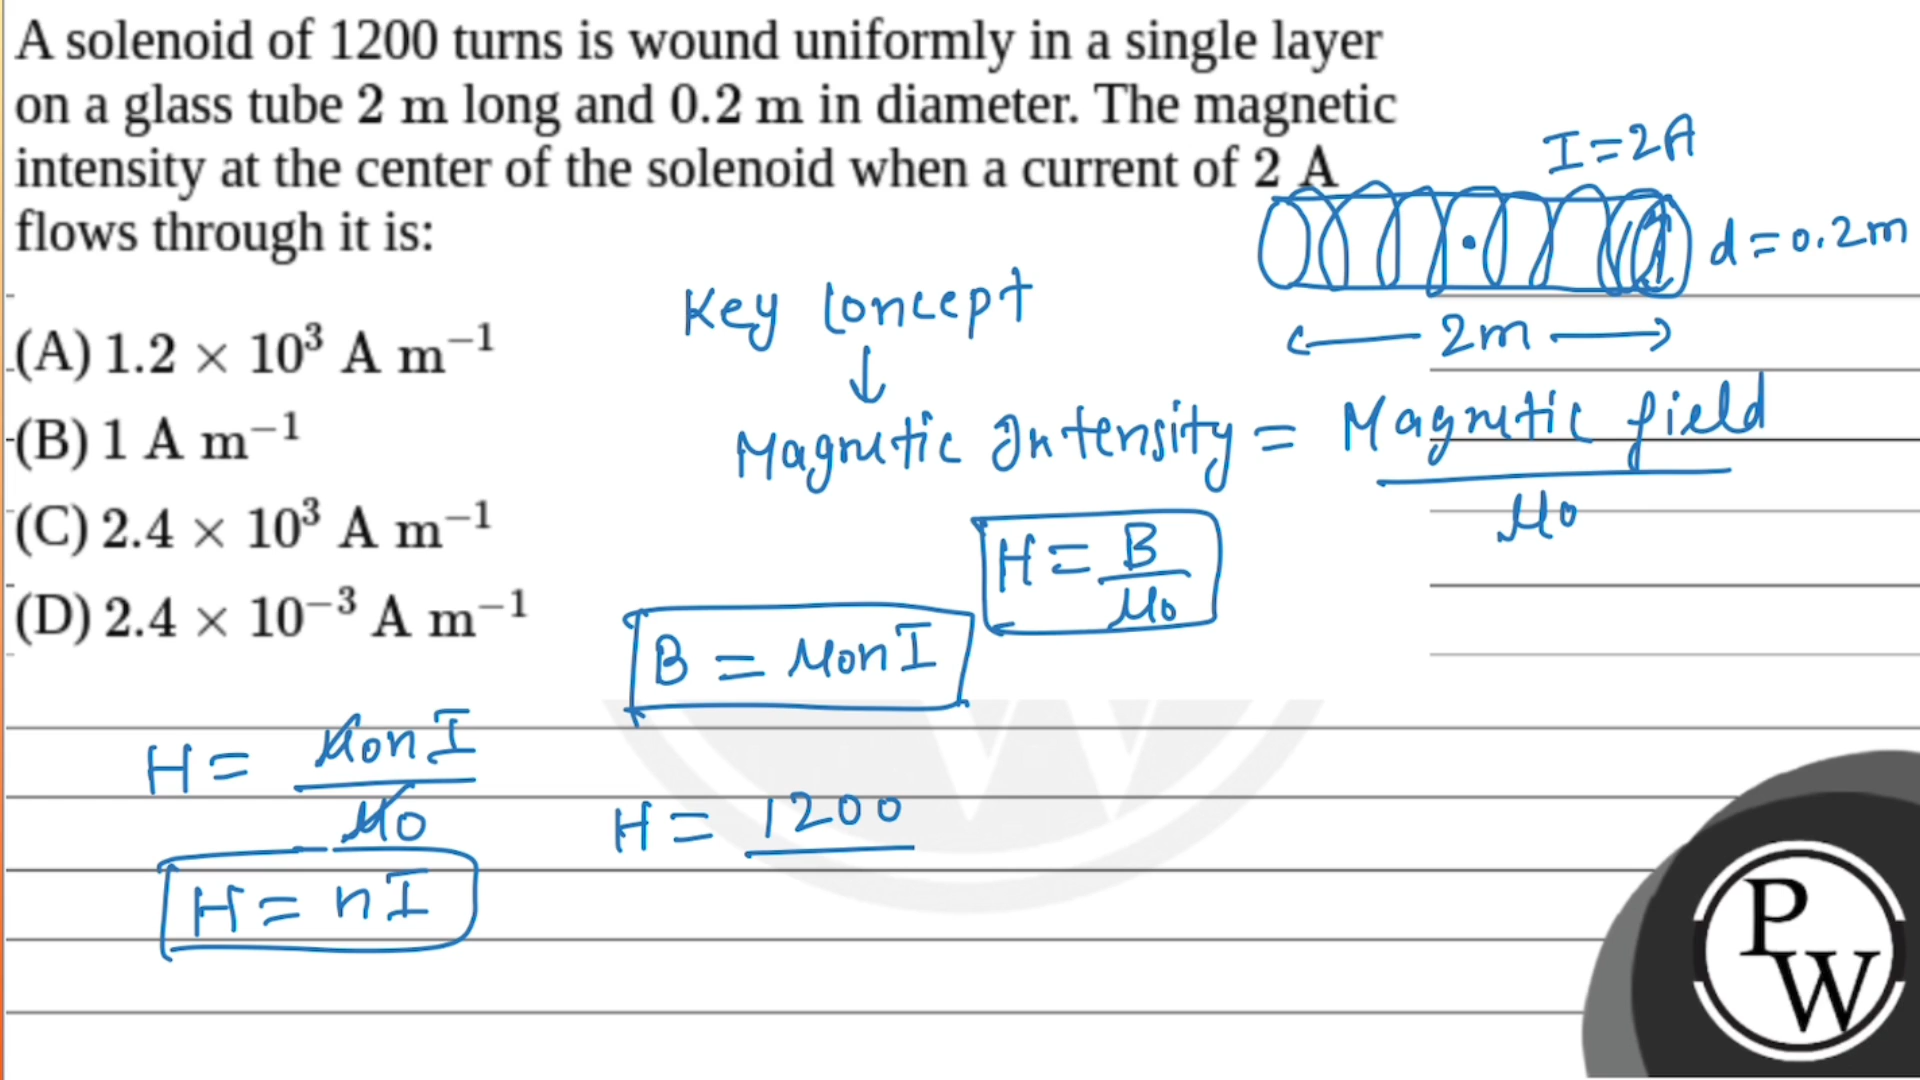 A solenoid of 1200 turns is wound uniformly in a single layer
on a glass tube 2 m long and 0.2 m in diameter. The magnetic
intensity at the center of the solenoid when a current of 2 A
flows through it is:
I=2A
d=0.2m
2m
(A) 1.2 × 10³ A m⁻¹
(B) 1 A m⁻¹
(C) 2.4 × 10³ A m⁻¹
(D) 2.4 × 10⁻³ A m⁻¹
Key Concept
↓
Magnetic Intensity = Magnetic field
μ0
H = B
μ0
B = μ0nI
H = μ0nI
μ0
H = nI
H = 1200
P
W